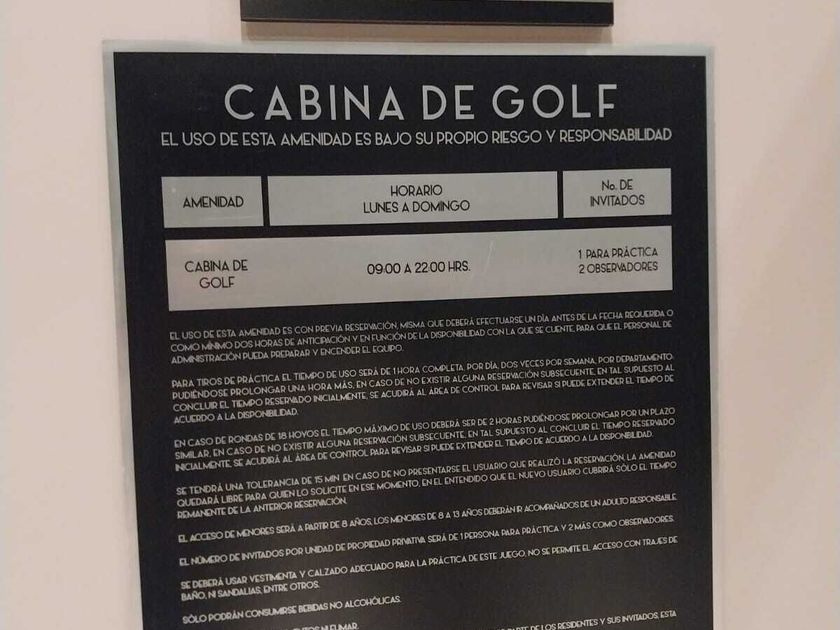 CABINA DE GOLF
EL USO DE ESTA AMENIDAD ES BAJO SU PROPIO RIESGO Y RESPONSABILIDAD
AMENIDAD
HORARIO
LUNES A DOMINGO
No. DE
INVITADOS
CABINA DE
GOLF
09:00 A 22:00 HRS.
1 PARA PRÁCTICA
2 OBSERVADORES
EL USO DE ESTA AMENIDAD ES CON PREVIA RESERVACIÓN, MISMA QUE DEBERÁ EFECTUARSE UN DÍA ANTES DE LA FECHA REQUERIDA O
COMO MÍNIMO DOS HORAS DE ANTICIPACIÓN Y EN FUNCIÓN DE LA DISPONIBILIDAD CON LA QUE SE CUENTE, PARA QUE EL PERSONAL DE
ADMINISTRACIÓN PUEDA PREPARAR Y ENCENDER EL EQUIPO.
PARA TIROS DE PRÁCTICA EL TIEMPO DE USO SERÁ DE 1 HORA COMPLETA, POR DÍA, DOS VECES POR SEMANA, POR DEPARTAMENTO.
PUDIÉNDOSE PROLONGAR UNA HORA MÁS, EN CASO DE NO EXISTIR ALGUNA RESERVACIÓN SUBSECUENTE, EN TAL SUPUESTO AL
CONCLUIR EL TIEMPO RESERVADO INICIALMENTE, SE ACUDIRÁ AL ÁREA DE CONTROL PARA REVISAR SI PUEDE EXTENDER EL TIEMPO DE
ACUERDO A LA DISPONIBILIDAD.
EN CASO DE RONDAS DE 18 HOYOS EL TIEMPO MÁXIMO DE USO DEBERÁ SER DE 2 HORAS PUDIÉNDOSE PROLONGAR POR UN PLAZO
SIMILAR, EN CASO DE NO EXISTIR ALGUNA RESERVACIÓN SUBSECUENTE, EN TAL SUPUESTO AL CONCLUIR EL TIEMPO RESERVADO
INICIALMENTE, SE ACUDIRÁ AL ÁREA DE CONTROL PARA REVISAR SI PUEDE EXTENDER EL TIEMPO DE ACUERDO A LA DISPONIBILIDAD.
SE TENDRÁ UNA TOLERANCIA DE 15 MIN EN CASO DE NO PRESENTARSE EL USUARIO QUE REALIZÓ LA RESERVACIÓN, LA AMENIDAD
QUEDARÁ LIBRE PARA QUIEN LO SOLICITE EN ESE MOMENTO, EN EL ENTENDIDO QUE EL NUEVO USUARIO CUBRIRÁ SÓLO EL TIEMPO
REMANENTE DE LA ANTERIOR RESERVACIÓN.
EL ACCESO DE MENORES SERÁ A PARTIR DE 8 AÑOS, LOS MENORES DE 8 A 13 AÑOS DEBERÁN IR ACOMPAÑADOS DE UN ADULTO RESPONSABLE.
EL NÚMERO DE INVITADOS POR UNIDAD DE PROPIEDAD PRIVATIVA SERÁ DE 1 PERSONA PARA PRÁCTICA Y 2 MÁS COMO OBSERVADORES.
SE DEBERÁ USAR VESTIMENTA Y CALZADO ADECUADO PARA LA PRÁCTICA DE ESTE JUEGO, NO SE PERMITE EL ACCESO CON TRAJES DE
BAÑO, NI SANDALIAS, ENTRE OTROS.
SÓLO PODRÁN CONSUMIRSE BEBIDAS NO ALCOHÓLICAS.
NI FUMAR.
PARTE DE LOS RESIDENTES Y SUS INVITADOS, ESTA